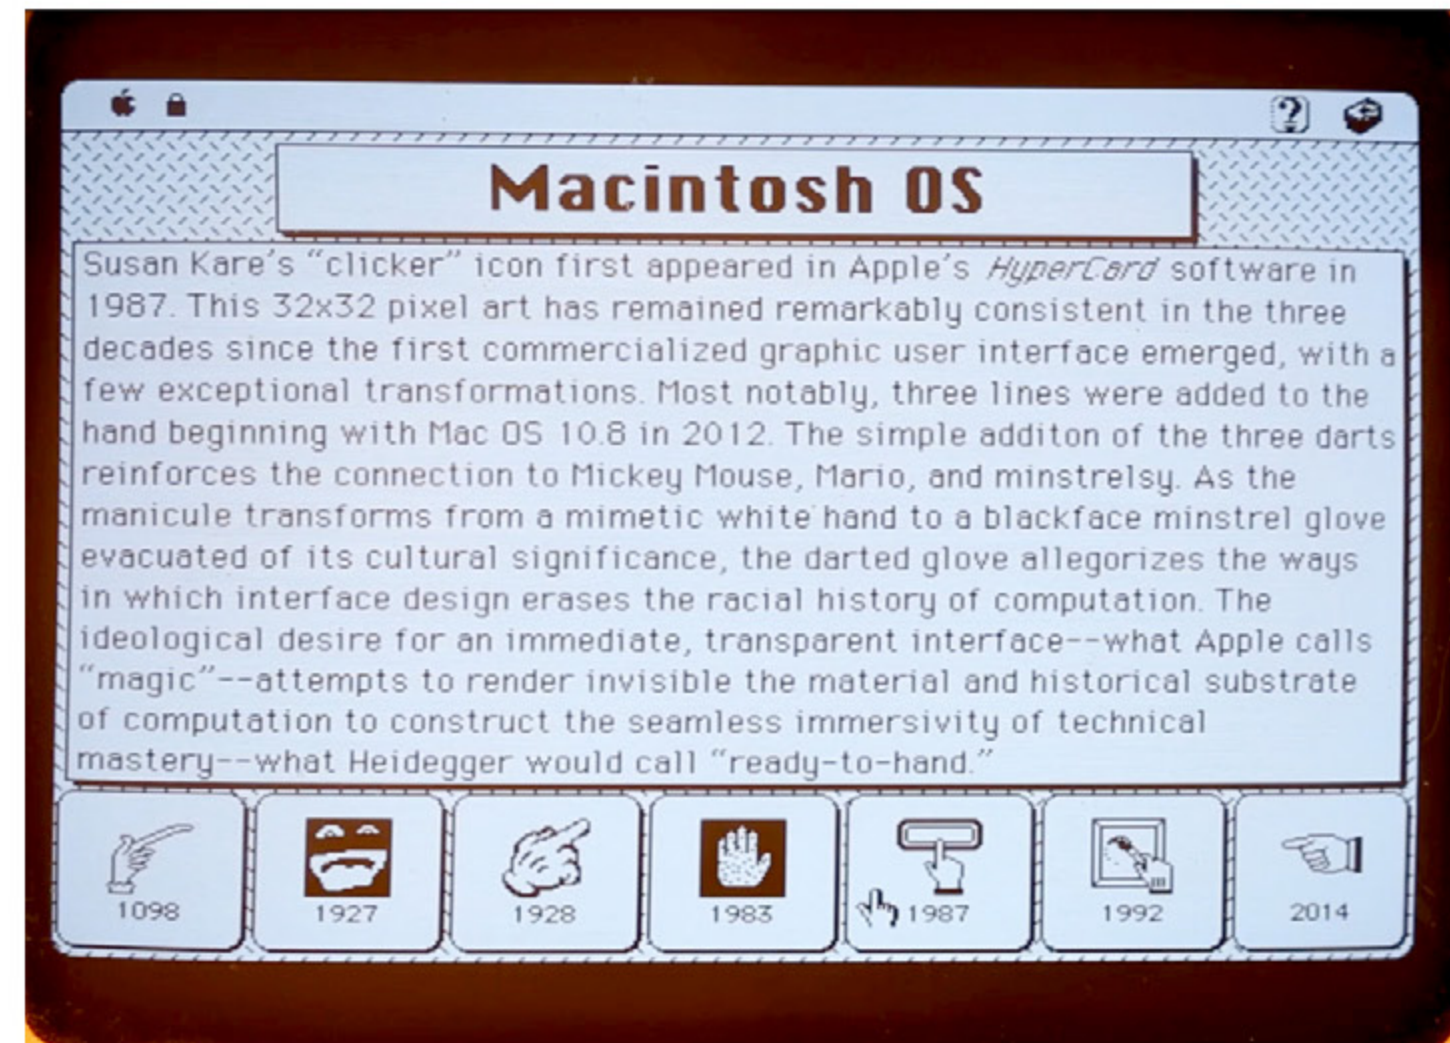 Macintosh OS
Susan Kare's “clicker” icon first appeared in Apple's HyperCard software in
1987. This 32x32 pixel art has remained remarkably consistent in the three
decades since the first commercialized graphic user interface emerged, with a
few exceptional transformations. Most notably, three lines were added to the
hand beginning with Mac OS 10.8 in 2012. The simple additon of the three darts
reinforces the connection to Mickey Mouse, Mario, and minstrelsy. As the
manicule transforms from a mimetic white hand to a blackface minstrel glove
evacuated of its cultural significance, the darted glove allegorizes the ways
in which interface design erases the racial history of computation. The
ideological desire for an immediate, transparent interface--what Apple calls
“magic”--attempts to render invisible the material and historical substrate
of computation to construct the seamless immersivity of technical
mastery--what Heidegger would call “ready-to-hand.”
1098
1927
1928
1983
1987
1992
2014